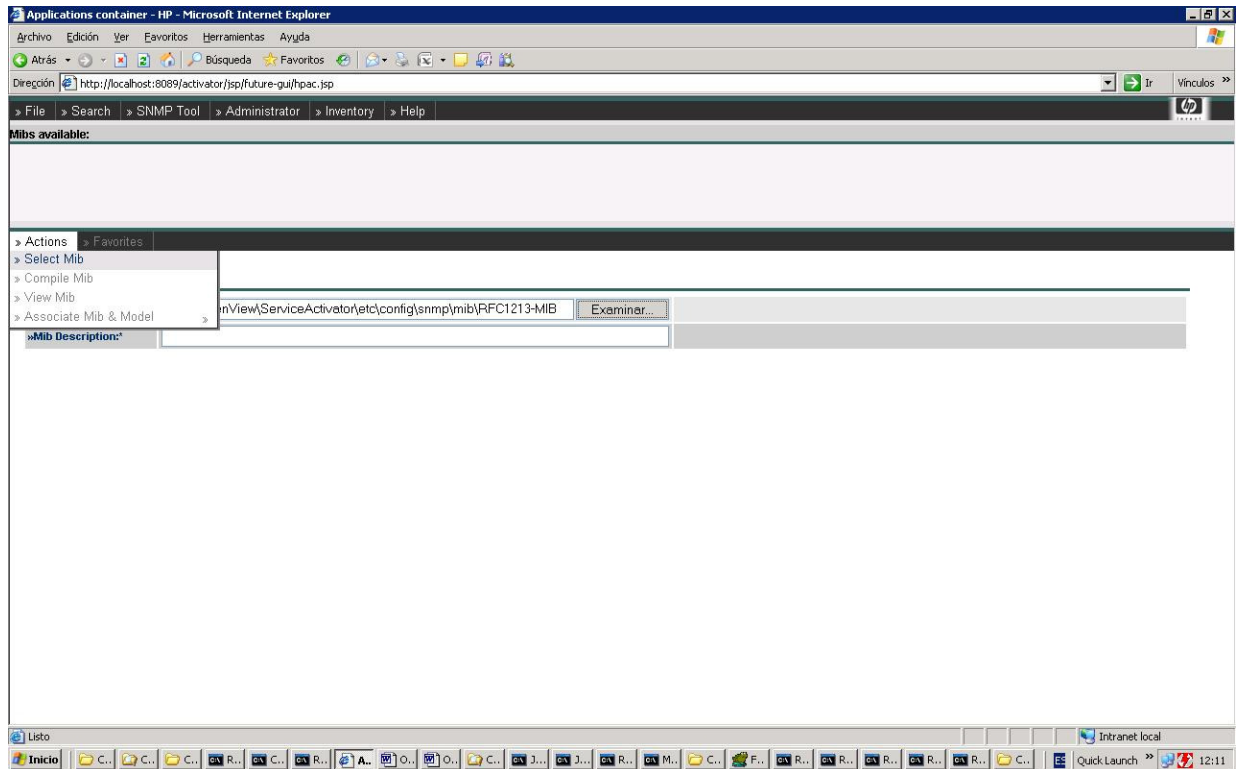 Applications container - HP - Microsoft Internet Explorer
Archivo Edición Ver Favoritos Herramientas Ayuda
Atrás Búsqueda Favoritos
Dirección http://localhost:8089/activator/jsp/future-gui/hpac.jsp Ir Vínculos »
» File » Search » SNMP Tool » Administrator » Inventory » Help hp
Mibs available:
» Actions » Favorites
» Select Mib
» Compile Mib
» View Mib
» Associate Mib & Model »
enView\ServiceActivator\etc\config\snmp\mib\RFC1213-MIB Examinar...
»Mib Description:*
Listo Intranet local
Inicio C.. C.. C.. R.. C.. R.. A.. O.. O.. C.. J... J... R.. M.. C.. F.. R.. R.. R.. R.. R.. C.. ES Quick Launch » 12:11